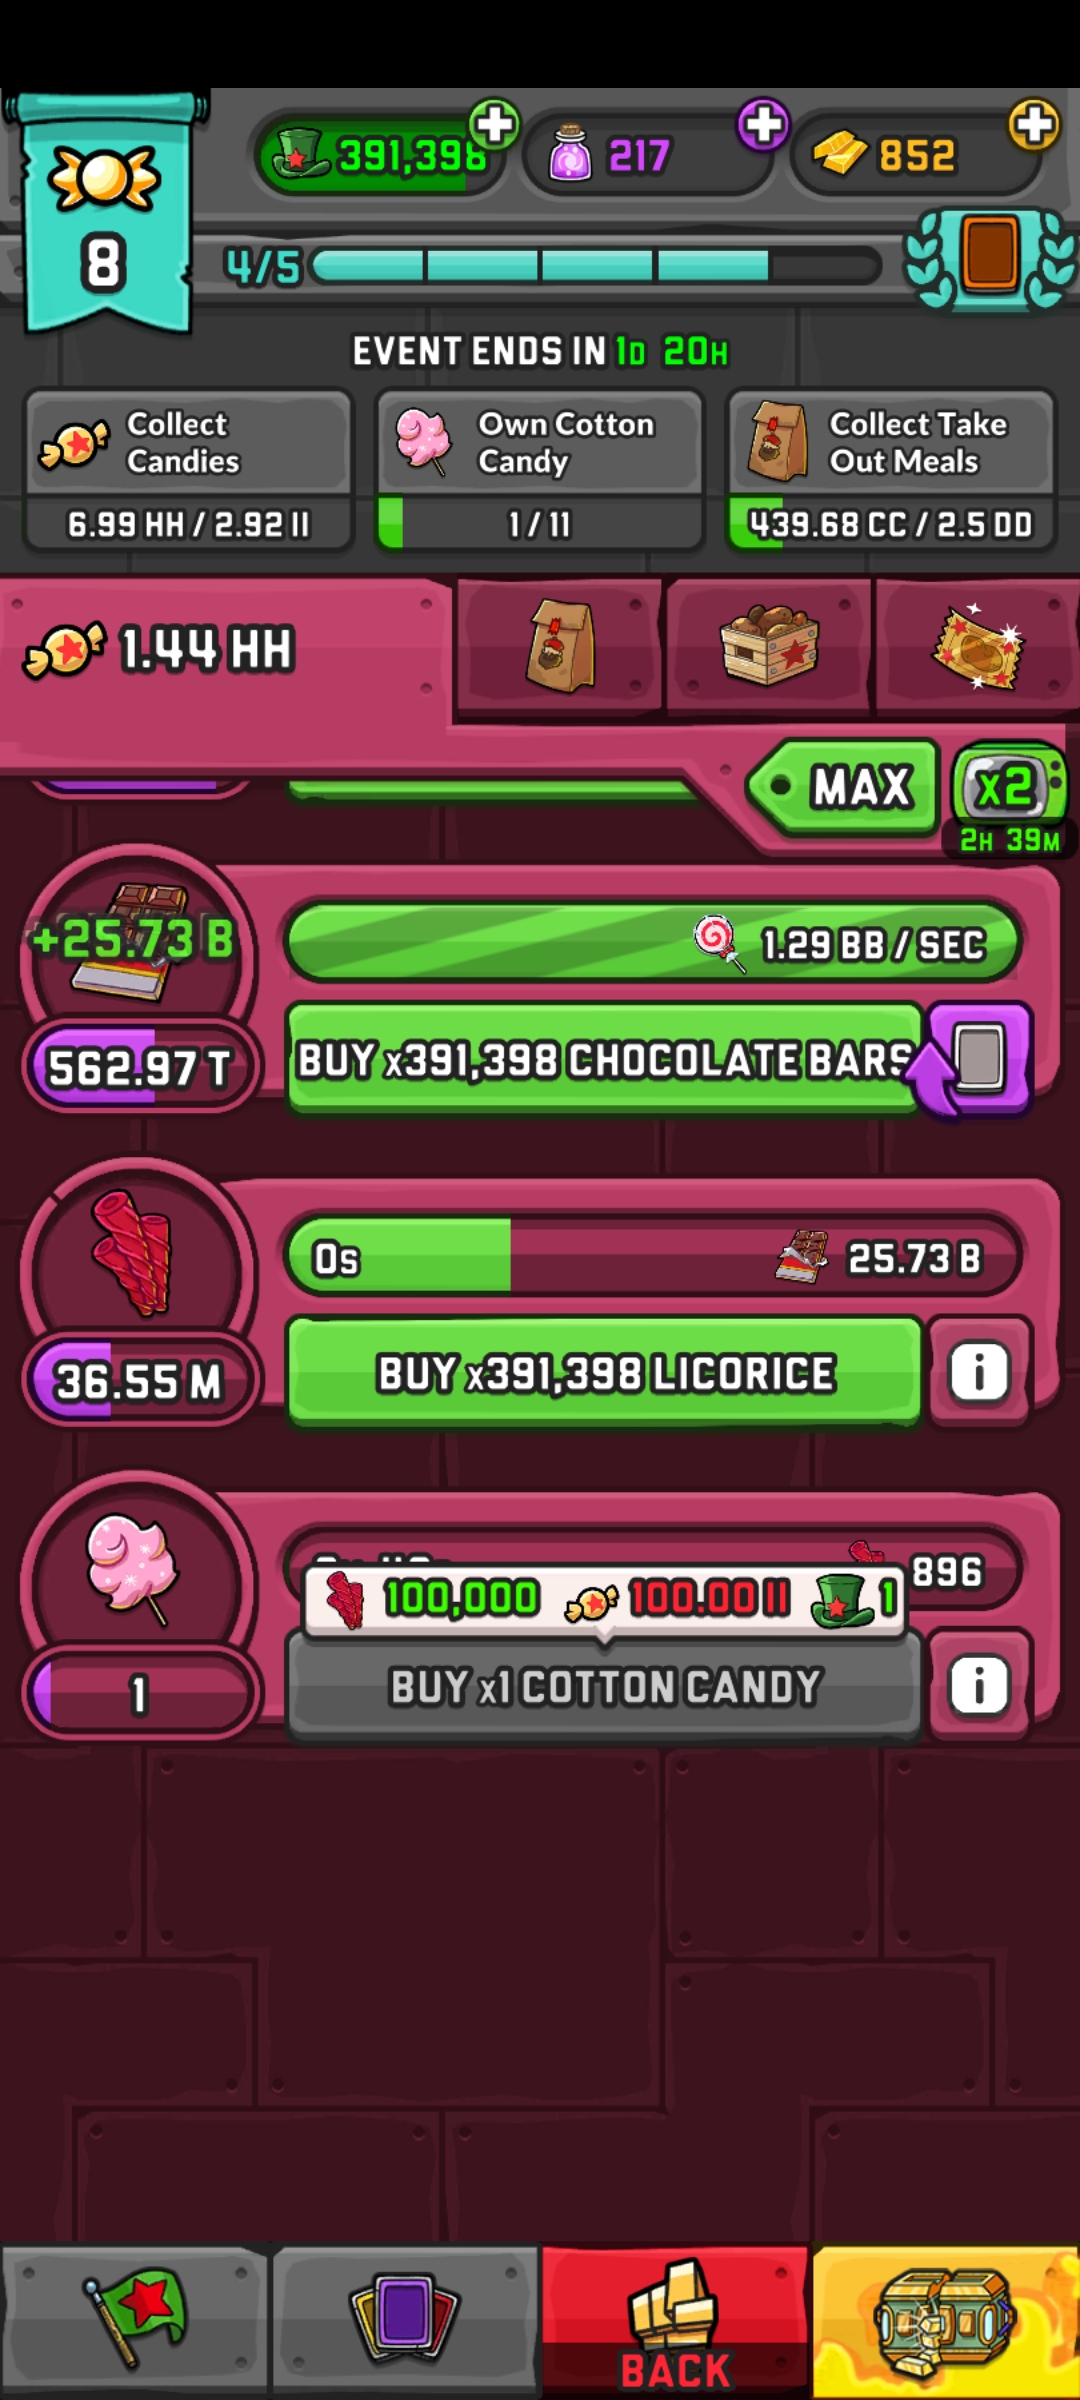 391,398
217
852
8
4/5
EVENT ENDS IN 1D 20H
Collect
Candies
6.99 HH / 2.92 II
Own Cotton
Candy
1 / 11
Collect Take
Out Meals
439.68 CC / 2.5 DD
1.44 HH
MAX
x2
2H 39M
+25.73 B
1.29 BB / SEC
562.97 T
BUY x391,398 CHOCOLATE BARS
0s
25.73 B
36.55 M
BUY x391,398 LICORICE
896
100,000
100.00 II
1
1
BUY x1 COTTON CANDY
BACK